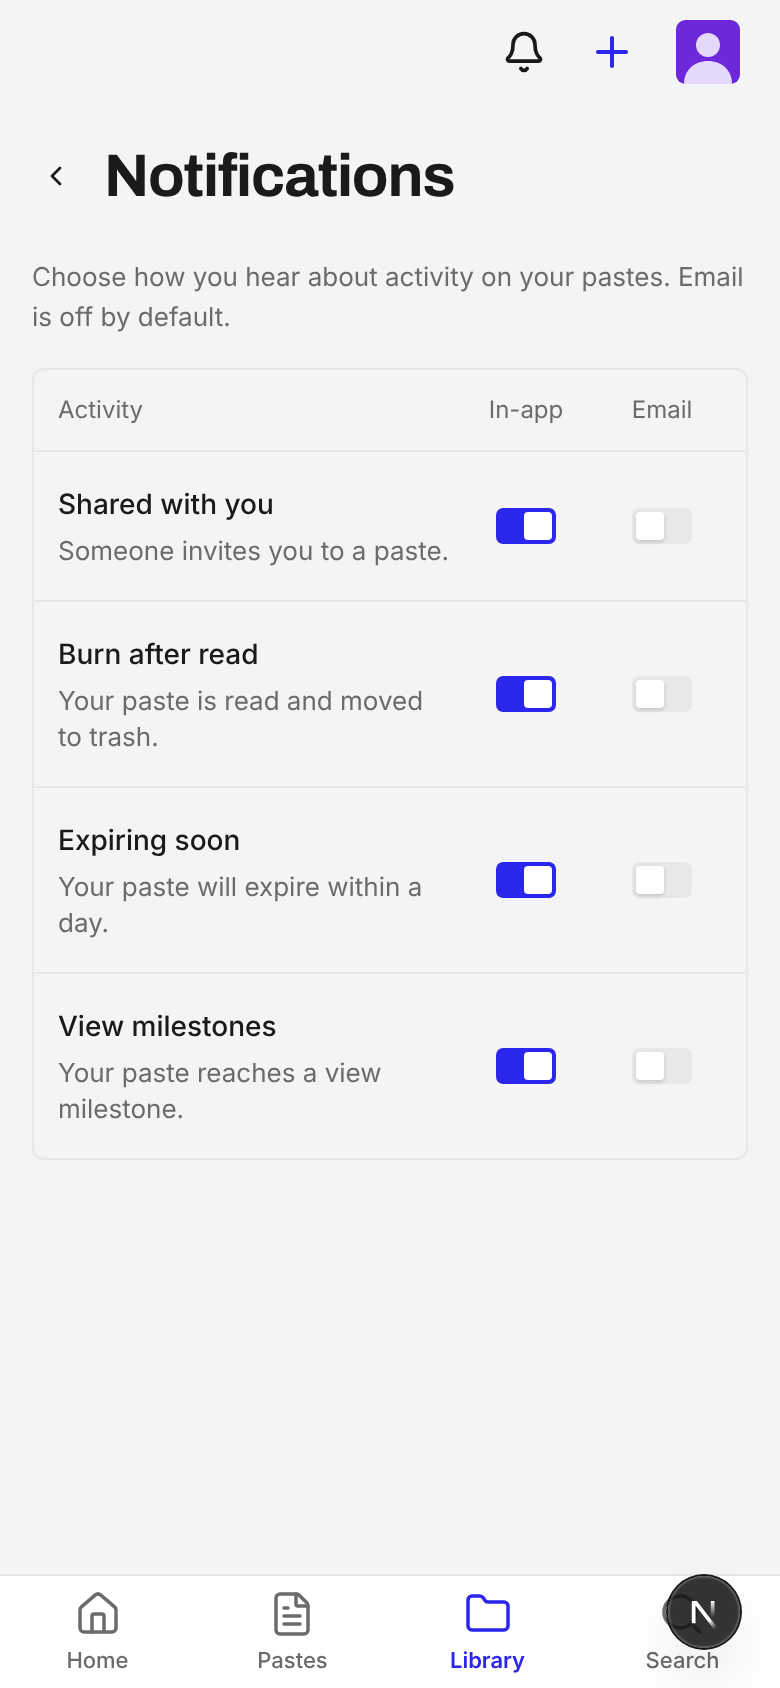 Notifications
Choose how you hear about activity on your pastes. Email
is off by default.
Activity In-app Email
Shared with you
Someone invites you to a paste.
Burn after read
Your paste is read and moved
to trash.
Expiring soon
Your paste will expire within a
day.
View milestones
Your paste reaches a view
milestone.
N
Home Pastes Library Search